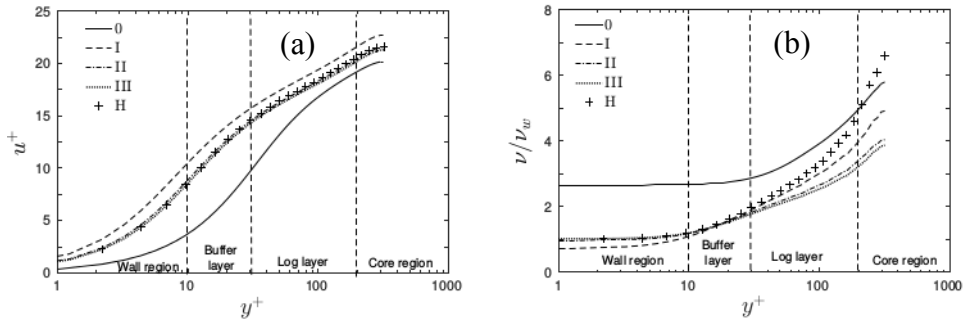 (a)
0
I
II
III
H
25
20
15
10
5
0
u⁺
Wall region
Buffer
layer
Log layer
Core region
1
10
100
1000
y⁺
(b)
0
I
II
III
H
8
6
4
2
0
ν/ν_w
Wall region
Buffer
layer
Log layer
Core region
1
10
100
1000
y⁺